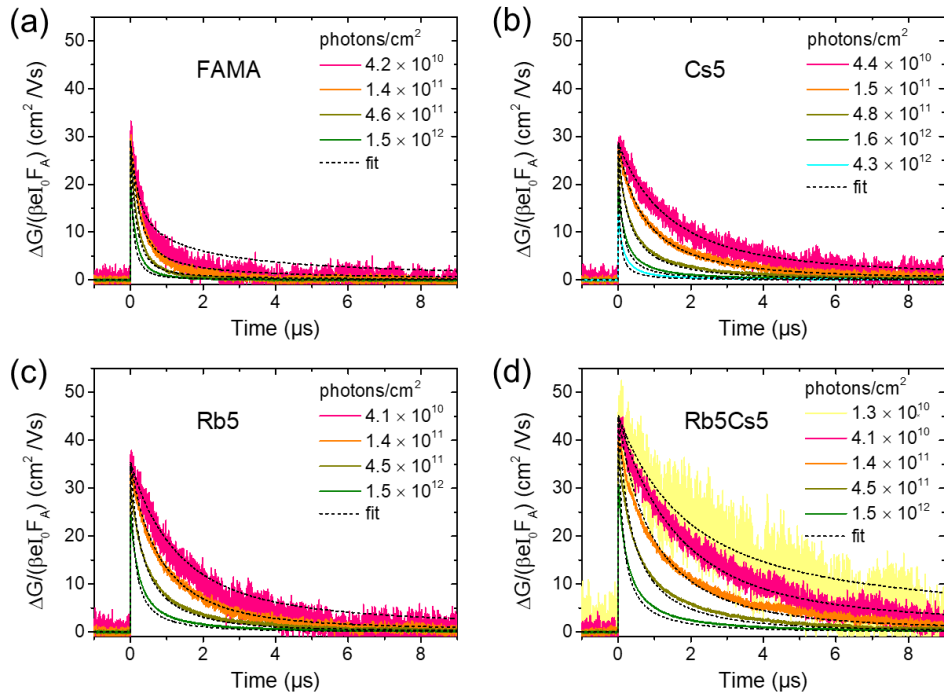 (a)
ΔG/(βeI₀F_A) (cm² /Vs)
50
40
30
20
10
0
FAMA
photons/cm²
4.2 × 10¹⁰
1.4 × 10¹¹
4.6 × 10¹¹
1.5 × 10¹²
fit
0 2 4 6 8
Time (µs)
(b)
ΔG/(βeI₀F_A) (cm² /Vs)
50
40
30
20
10
0
Cs5
photons/cm²
4.4 × 10¹⁰
1.5 × 10¹¹
4.8 × 10¹¹
1.6 × 10¹²
4.3 × 10¹²
fit
0 2 4 6 8
Time (µs)
(c)
ΔG/(βeI₀F_A) (cm² /Vs)
50
40
30
20
10
0
Rb5
photons/cm²
4.1 × 10¹⁰
1.4 × 10¹¹
4.5 × 10¹¹
1.5 × 10¹²
fit
0 2 4 6 8
Time (µs)
(d)
ΔG/(βeI₀F_A) (cm² /Vs)
50
40
30
20
10
0
Rb5Cs5
photons/cm²
1.3 × 10¹⁰
4.1 × 10¹⁰
1.4 × 10¹¹
4.5 × 10¹¹
1.5 × 10¹²
fit
0 2 4 6 8
Time (µs)